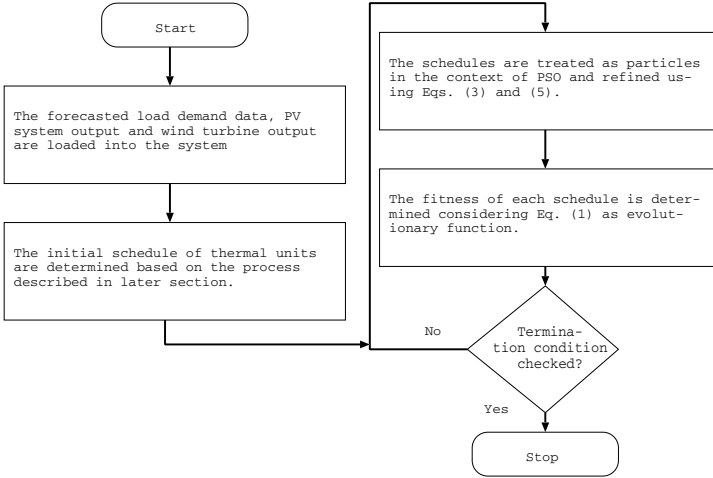 Start
The forecasted load demand data, PV
system output and wind turbine output
are loaded into the system
The initial schedule of thermal units
are determined based on the process
described in later section.
The schedules are treated as particles
in the context of PSO and refined us-
ing Eqs. (3) and (5).
The fitness of each schedule is deter-
mined considering Eq. (1) as evolut-
ionary function.
No
Termina-
tion condition
checked?
Yes
Stop